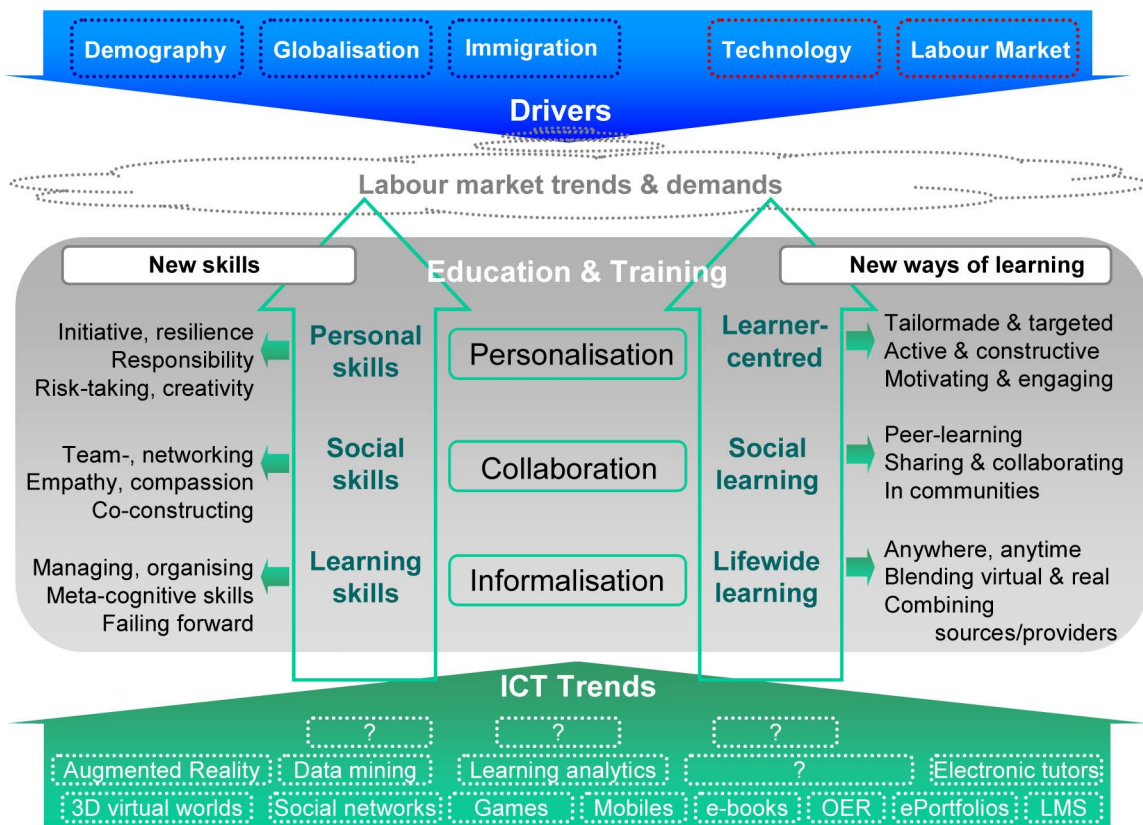 Demography Globalisation Immigration Technology Labour Market
Drivers
Labour market trends & demands
New skills
Education & Training
New ways of learning
Initiative, resilience
Responsibility
Risk-taking, creativity
Personal
skills
Personalisation
Learner-
centred
Tailormade & targeted
Active & constructive
Motivating & engaging
Team-, networking
Empathy, compassion
Co-constructing
Social
skills
Collaboration
Social
learning
Peer-learning
Sharing & collaborating
In communities
Managing, organising
Meta-cognitive skills
Failing forward
Learning
skills
Informalisation
Lifewide
learning
Anywhere, anytime
Blending virtual & real
Combining
sources/providers
ICT Trends
? ? ?
Augmented Reality Data mining Learning analytics ? Electronic tutors
3D virtual worlds Social networks Games Mobiles e-books OER ePortfolios LMS